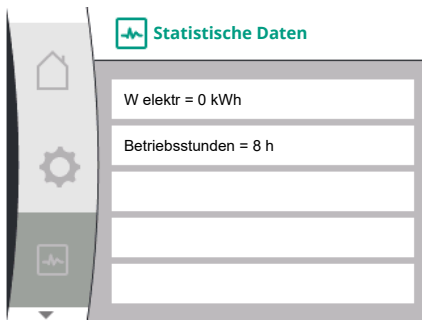 Statistische Daten
W elektr = 0 kWh
Betriebsstunden = 8 h